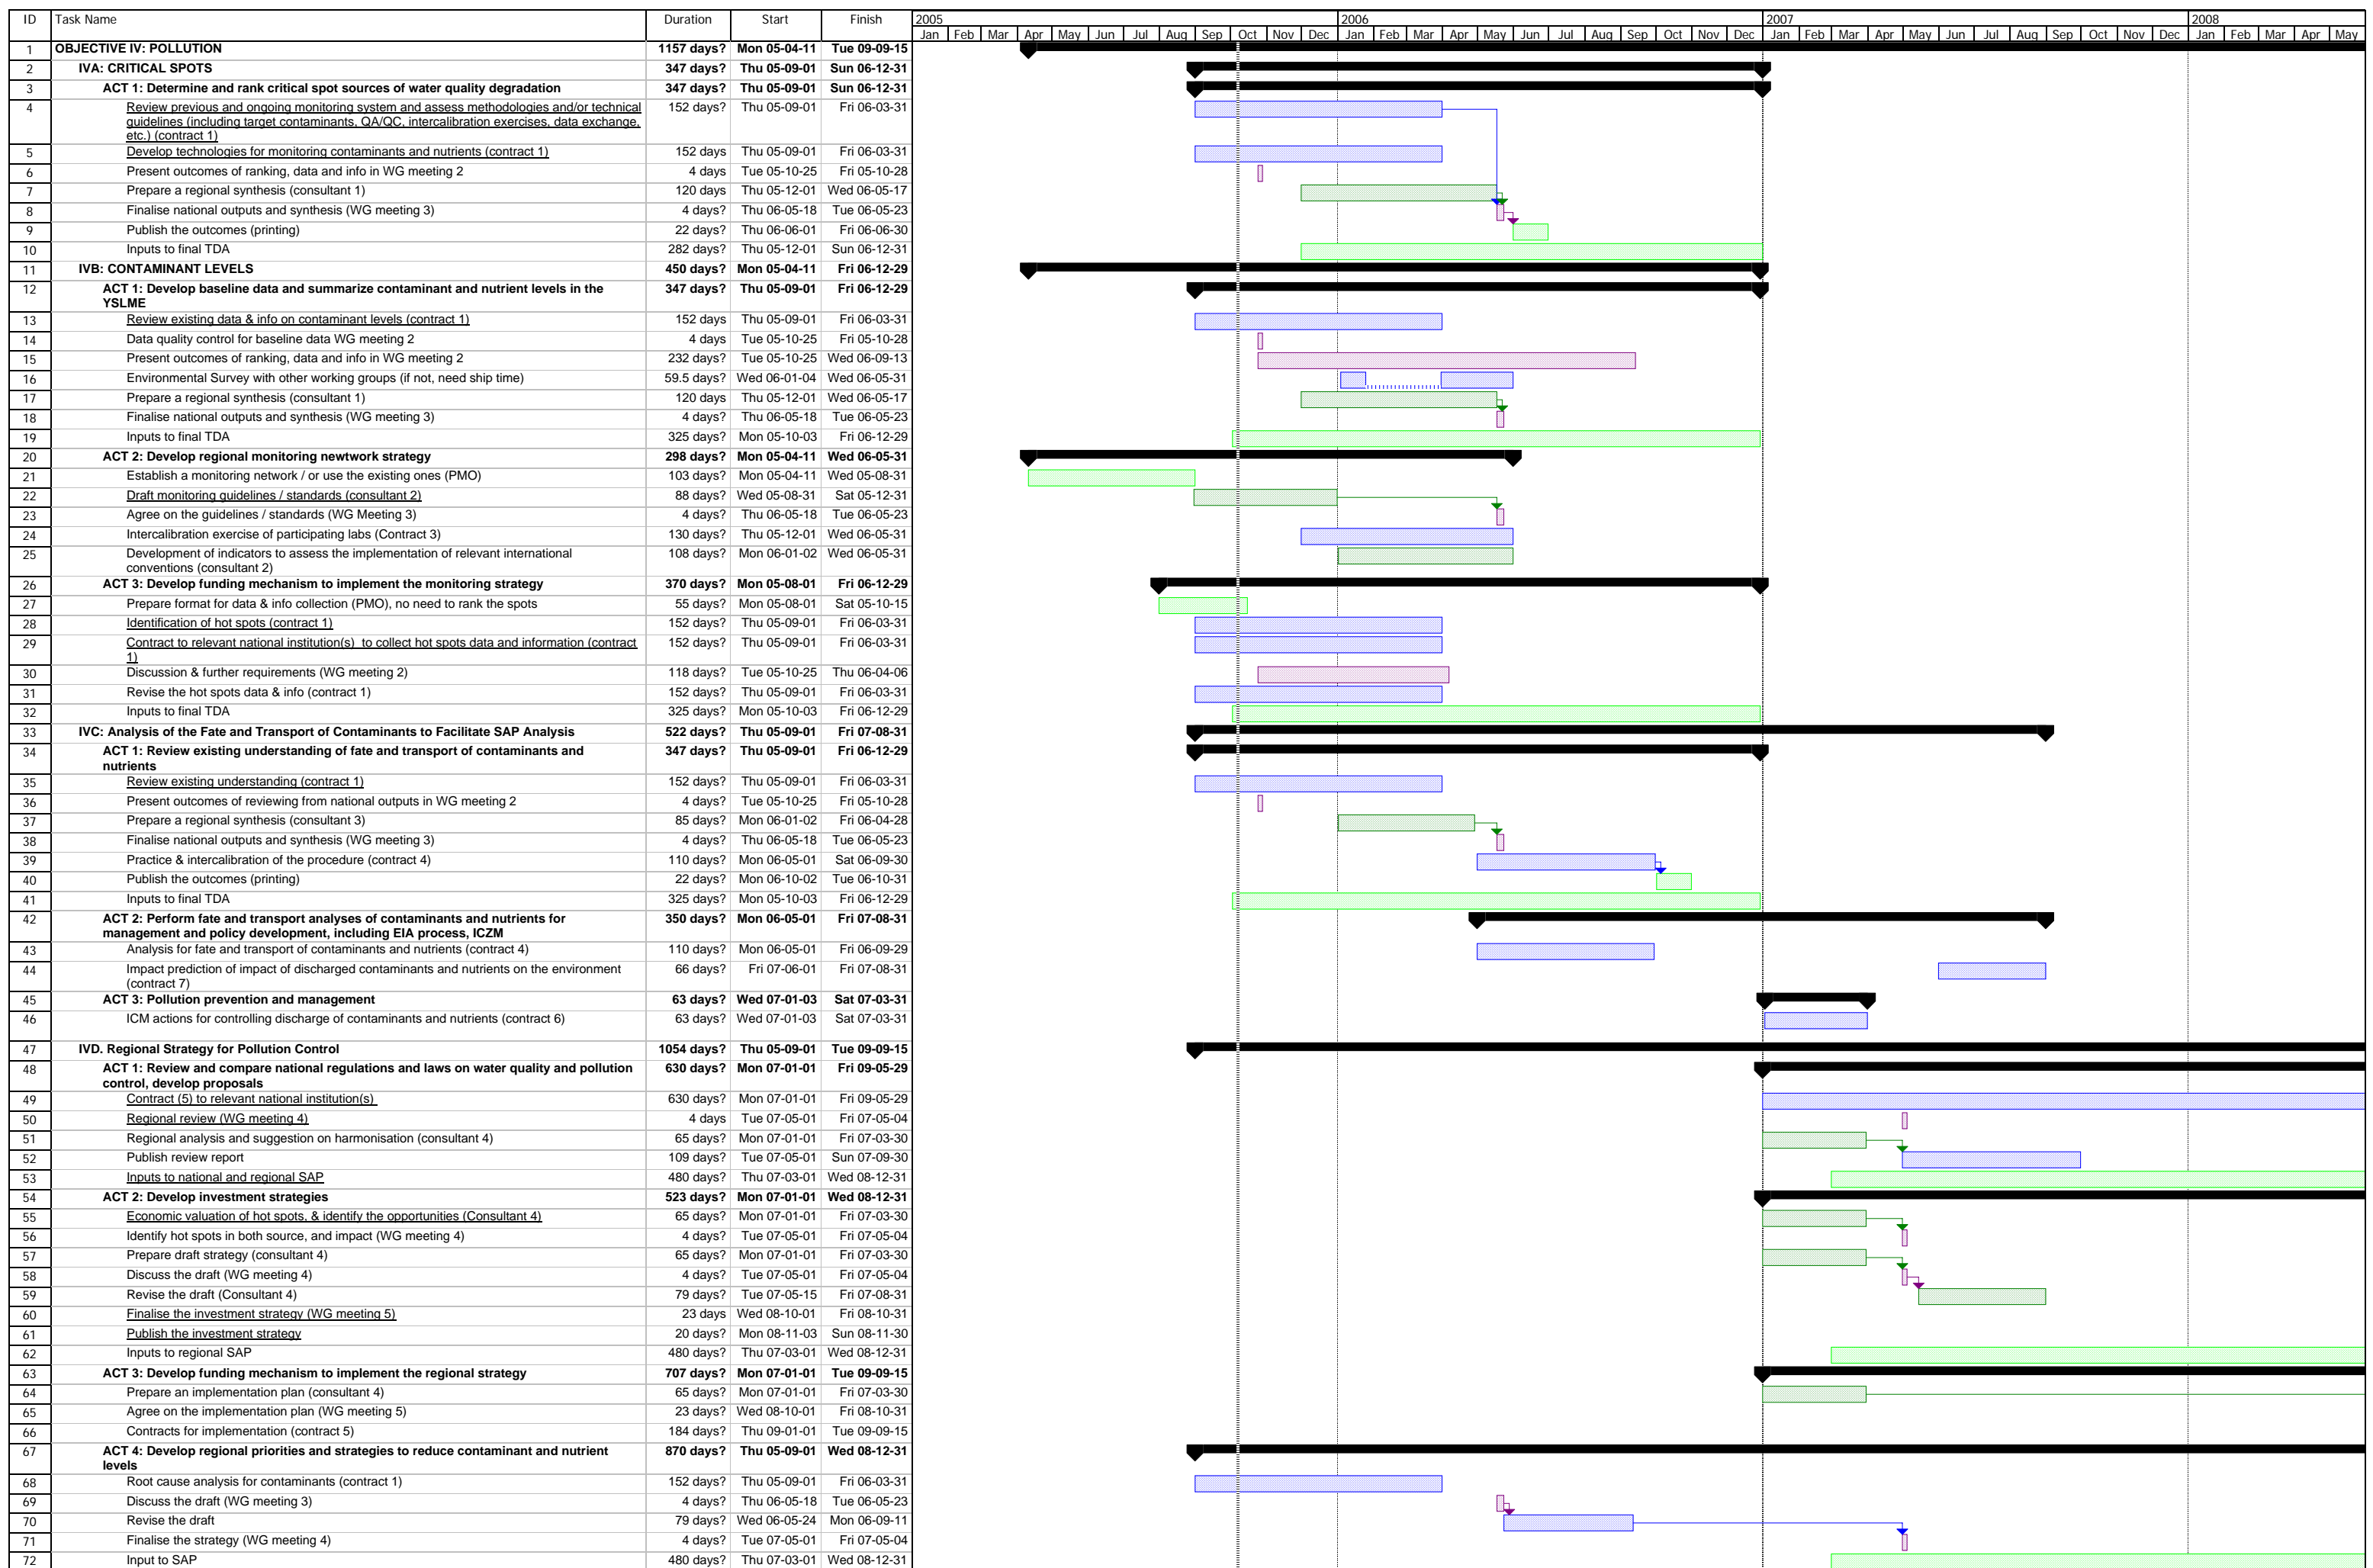 ID Task Name Duration Start Finish 2005 2006 2007 2008
Jan Feb Mar Apr May Jun Jul Aug Sep Oct Nov Dec Jan Feb Mar Apr May Jun Jul Aug Sep Oct Nov Dec Jan Feb Mar Apr May Jun Jul Aug Sep Oct Nov Dec Jan Feb Mar Apr May
1 OBJECTIVE IV: POLLUTION 1157 days? Mon 05-04-11 Tue 09-09-15
2 IVA: CRITICAL SPOTS 347 days? Thu 05-09-01 Sun 06-12-31
3 ACT 1: Determine and rank critical spot sources of water quality degradation 347 days? Thu 05-09-01 Sun 06-12-31
4 Review previous and ongoing monitoring system and assess methodologies and/or technical 152 days? Thu 05-09-01 Fri 06-03-31
guidelines (including target contaminants, QA/QC, intercalibration exercises, data exchange,
etc.) (contract 1)
5 Develop technologies for monitoring contaminants and nutrients (contract 1) 152 days Thu 05-09-01 Fri 06-03-31
6 Present outcomes of ranking, data and info in WG meeting 2 4 days Tue 05-10-25 Fri 05-10-28
7 Prepare a regional synthesis (consultant 1) 120 days Thu 05-12-01 Wed 06-05-17
8 Finalise national outputs and synthesis (WG meeting 3) 4 days? Thu 06-05-18 Tue 06-05-23
9 Publish the outcomes (printing) 22 days? Thu 06-06-01 Fri 06-06-30
10 Inputs to final TDA 282 days? Thu 05-12-01 Sun 06-12-31
11 IVB: CONTAMINANT LEVELS 450 days? Mon 05-04-11 Fri 06-12-29
12 ACT 1: Develop baseline data and summarize contaminant and nutrient levels in the 347 days? Thu 05-09-01 Fri 06-12-29
YSLME
13 Review existing data & info on contaminant levels (contract 1) 152 days Thu 05-09-01 Fri 06-03-31
14 Data quality control for baseline data WG meeting 2 4 days Tue 05-10-25 Fri 05-10-28
15 Present outcomes of ranking, data and info in WG meeting 2 232 days? Tue 05-10-25 Wed 06-09-13
16 Environmental Survey with other working groups (if not, need ship time) 59.5 days? Wed 06-01-04 Wed 06-05-31
17 Prepare a regional synthesis (consultant 1) 120 days Thu 05-12-01 Wed 06-05-17
18 Finalise national outputs and synthesis (WG meeting 3) 4 days? Thu 06-05-18 Tue 06-05-23
19 Inputs to final TDA 325 days? Mon 05-10-03 Fri 06-12-29
20 ACT 2: Develop regional monitoring newtwork strategy 298 days? Mon 05-04-11 Wed 06-05-31
21 Establish a monitoring network / or use the existing ones (PMO) 103 days? Mon 05-04-11 Wed 05-08-31
22 Draft monitoring guidelines / standards (consultant 2) 88 days? Wed 05-08-31 Sat 05-12-31
23 Agree on the guidelines / standards (WG Meeting 3) 4 days? Thu 06-05-18 Tue 06-05-23
24 Intercalibration exercise of participating labs (Contract 3) 130 days? Thu 05-12-01 Wed 06-05-31
25 Development of indicators to assess the implementation of relevant international 108 days? Mon 06-01-02 Wed 06-05-31
conventions (consultant 2)
26 ACT 3: Develop funding mechanism to implement the monitoring strategy 370 days? Mon 05-08-01 Fri 06-12-29
27 Prepare format for data & info collection (PMO), no need to rank the spots 55 days? Mon 05-08-01 Sat 05-10-15
28 Identification of hot spots (contract 1) 152 days? Thu 05-09-01 Fri 06-03-31
29 Contract to relevant national institution(s) to collect hot spots data and information (contract 152 days? Thu 05-09-01 Fri 06-03-31
1)
30 Discussion & further requirements (WG meeting 2) 118 days? Tue 05-10-25 Thu 06-04-06
31 Revise the hot spots data & info (contract 1) 152 days? Thu 05-09-01 Fri 06-03-31
32 Inputs to final TDA 325 days? Mon 05-10-03 Fri 06-12-29
33 IVC: Analysis of the Fate and Transport of Contaminants to Facilitate SAP Analysis 522 days? Thu 05-09-01 Fri 07-08-31
34 ACT 1: Review existing understanding of fate and transport of contaminants and 347 days? Thu 05-09-01 Fri 06-12-29
nutrients
35 Review existing understanding (contract 1) 152 days? Thu 05-09-01 Fri 06-03-31
36 Present outcomes of reviewing from national outputs in WG meeting 2 4 days? Tue 05-10-25 Fri 05-10-28
37 Prepare a regional synthesis (consultant 3) 85 days? Mon 06-01-02 Fri 06-04-28
38 Finalise national outputs and synthesis (WG meeting 3) 4 days? Thu 06-05-18 Tue 06-05-23
39 Practice & intercalibration of the procedure (contract 4) 110 days? Mon 06-05-01 Sat 06-09-30
40 Publish the outcomes (printing) 22 days? Mon 06-10-02 Tue 06-10-31
41 Inputs to final TDA 325 days? Mon 05-10-03 Fri 06-12-29
42 ACT 2: Perform fate and transport analyses of contaminants and nutrients for 350 days? Mon 06-05-01 Fri 07-08-31
management and policy development, including EIA process, ICZM
43 Analysis for fate and transport of contaminants and nutrients (contract 4) 110 days? Mon 06-05-01 Fri 06-09-29
44 Impact prediction of impact of discharged contaminants and nutrients on the environment 66 days? Fri 07-06-01 Fri 07-08-31
(contract 7)
45 ACT 3: Pollution prevention and management 63 days? Wed 07-01-03 Sat 07-03-31
46 ICM actions for controlling discharge of contaminants and nutrients (contract 6) 63 days? Wed 07-01-03 Sat 07-03-31
47 IVD. Regional Strategy for Pollution Control 1054 days? Thu 05-09-01 Tue 09-09-15
48 ACT 1: Review and compare national regulations and laws on water quality and pollution 630 days? Mon 07-01-01 Fri 09-05-29
control, develop proposals
49 Contract (5) to relevant national institution(s) 630 days? Mon 07-01-01 Fri 09-05-29
50 Regional review (WG meeting 4) 4 days Tue 07-05-01 Fri 07-05-04
51 Regional analysis and suggestion on harmonisation (consultant 4) 65 days? Mon 07-01-01 Fri 07-03-30
52 Publish review report 109 days? Tue 07-05-01 Sun 07-09-30
53 Inputs to national and regional SAP 480 days? Thu 07-03-01 Wed 08-12-31
54 ACT 2: Develop investment strategies 523 days? Mon 07-01-01 Wed 08-12-31
55 Economic valuation of hot spots, & identify the opportunities (Consultant 4) 65 days? Mon 07-01-01 Fri 07-03-30
56 Identify hot spots in both source, and impact (WG meeting 4) 4 days? Tue 07-05-01 Fri 07-05-04
57 Prepare draft strategy (consultant 4) 65 days? Mon 07-01-01 Fri 07-03-30
58 Discuss the draft (WG meeting 4) 4 days? Tue 07-05-01 Fri 07-05-04
59 Revise the draft (Consultant 4) 79 days? Tue 07-05-15 Fri 07-08-31
60 Finalise the investment strategy (WG meeting 5) 23 days Wed 08-10-01 Fri 08-10-31
61 Publish the investment strategy 20 days? Mon 08-11-03 Sun 08-11-30
62 Inputs to regional SAP 480 days? Thu 07-03-01 Wed 08-12-31
63 ACT 3: Develop funding mechanism to implement the regional strategy 707 days? Mon 07-01-01 Tue 09-09-15
64 Prepare an implementation plan (consultant 4) 65 days? Mon 07-01-01 Fri 07-03-30
65 Agree on the implementation plan (WG meeting 5) 23 days? Wed 08-10-01 Fri 08-10-31
66 Contracts for implementation (contract 5) 184 days? Thu 09-01-01 Tue 09-09-15
67 ACT 4: Develop regional priorities and strategies to reduce contaminant and nutrient 870 days? Thu 05-09-01 Wed 08-12-31
levels
68 Root cause analysis for contaminants (contract 1) 152 days? Thu 05-09-01 Fri 06-03-31
69 Discuss the draft (WG meeting 3) 4 days? Thu 06-05-18 Tue 06-05-23
70 Revise the draft 79 days? Wed 06-05-24 Mon 06-09-11
71 Finalise the strategy (WG meeting 4) 4 days? Tue 07-05-01 Fri 07-05-04
72 Input to SAP 480 days? Thu 07-03-01 Wed 08-12-31